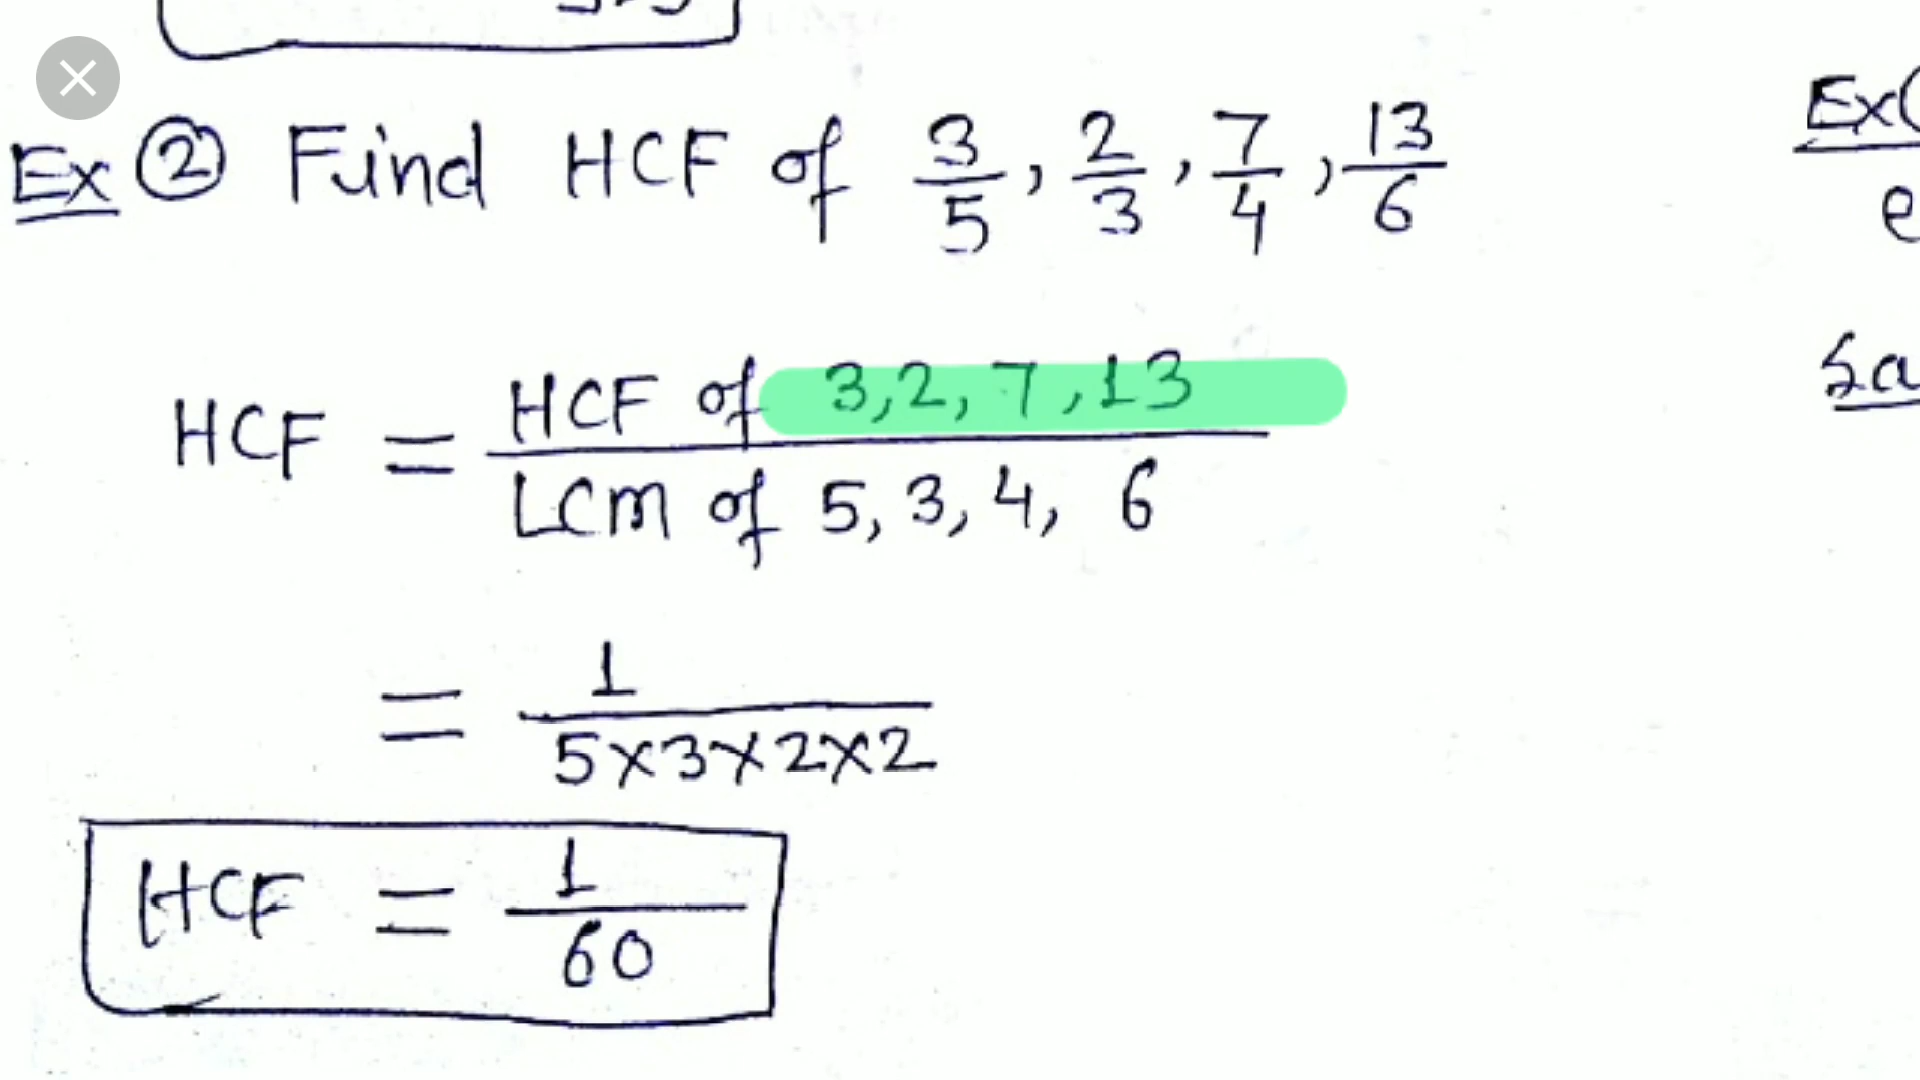 Ex ② Find HCF of 3/5, 2/3, 7/4, 13/6
HCF = HCF of 3, 2, 7, 13 / LCM of 5, 3, 4, 6
= 1 / 5×3×2×2
HCF = 1/60
Ex(
e